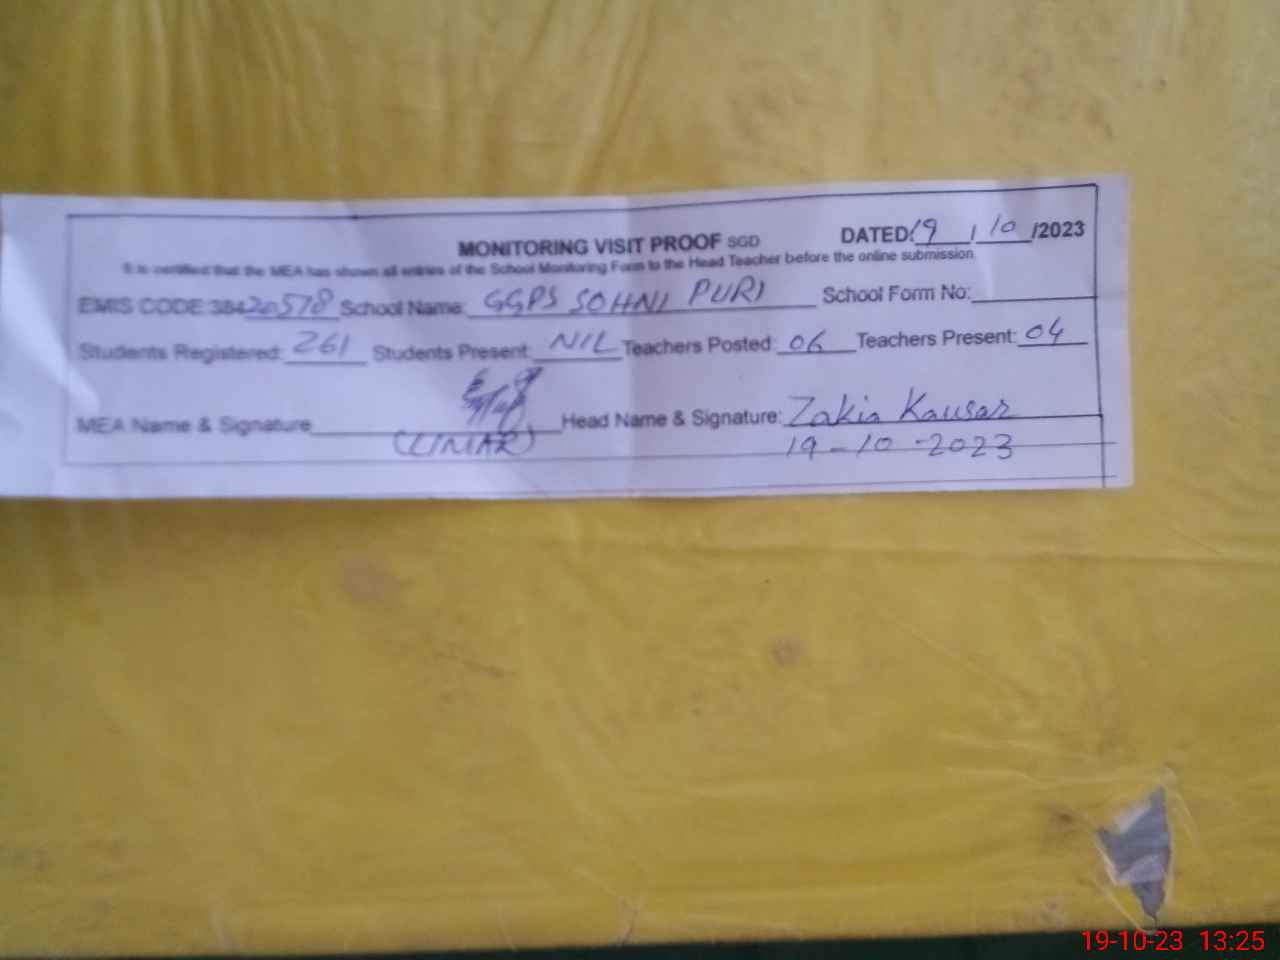 MONITORING VISIT PROOF SGD DATED: 19 / 10 /2023
It is certified that the MEA has shown all entries of the School Monitoring Form to the Head Teacher before the online submission.
EMIS CODE:38420578 School Name: GGPS SOHNI PURI School Form No:
Students Registered: 261 Students Present: NIL Teachers Posted: 06 Teachers Present: 04
MEA Name & Signature Head Name & Signature: Zakia Kausar
19-10-2023
19-10-23 13:25